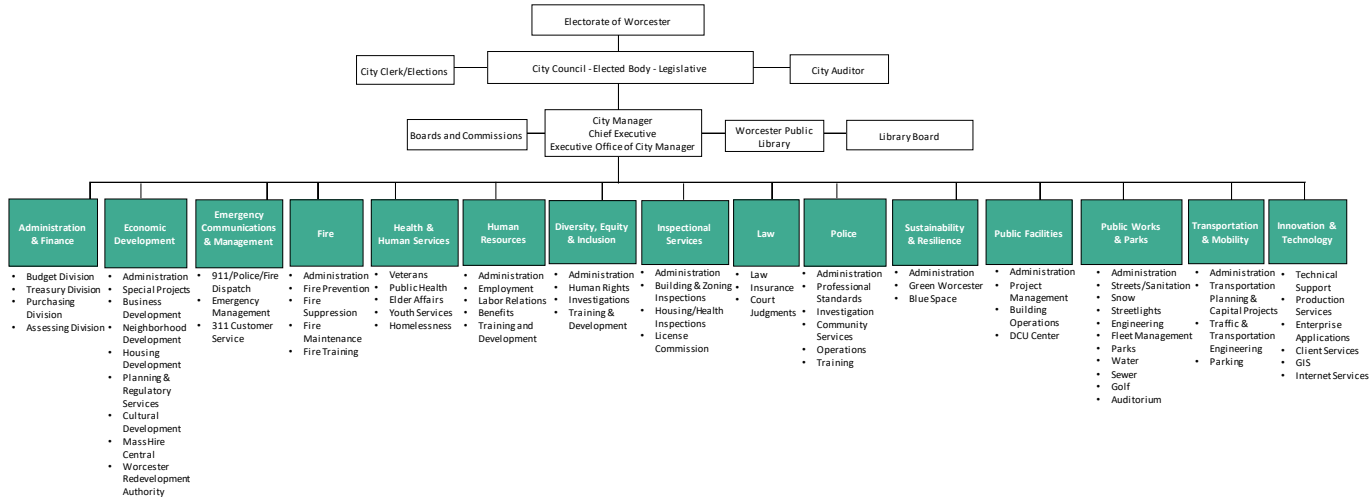 Electorate of Worcester
City Clerk/Elections
City Council - Elected Body - Legislative
City Auditor
Boards and Commissions
City Manager
Chief Executive
Executive Office of City Manager
Worcester Public
Library
Library Board
Administration
& Finance
• Budget Division
• Treasury Division
• Purchasing
Division
• Assessing Division
Economic
Development
• Administration
• Special Projects
• Business
Development
• Neighborhood
Development
• Housing
Development
• Planning &
Regulatory
Services
• Cultural
Development
• MassHire
Central
• Worcester
Redevelopment
Authority
Emergency
Communications
& Management
• 911/Police/Fire
Dispatch
• Emergency
Management
• 311 Customer
Service
Fire
• Administration
• Fire Prevention
• Fire
Suppression
• Fire
Maintenance
• Fire Training
Health &
Human Services
• Veterans
• Public Health
• Elder Affairs
• Youth Services
• Homelessness
Human
Resources
• Administration
• Employment
• Labor Relations
• Benefits
• Training and
Development
Diversity, Equity
& Inclusion
• Administration
• Human Rights
• Investigations
• Training &
Development
Inspectional
Services
• Administration
• Building & Zoning
Inspections
• Housing/Health
Inspections
• License
Commission
Law
• Law
• Insurance
• Court
Judgments
Police
• Administration
• Professional
Standards
• Investigation
• Community
Services
• Operations
• Training
Sustainability
& Resilience
• Administration
• Green Worcester
• Blue Space
Public Facilities
• Administration
• Project
Management
• Building
Operations
• DCU Center
Public Works
& Parks
• Administration
• Streets/Sanitation
• Snow
• Streetlights
• Engineering
• Fleet Management
• Parks
• Water
• Sewer
• Golf
• Auditorium
Transportation
& Mobility
• Administration
• Transportation
Planning &
Capital Projects
• Traffic &
Transportation
Engineering
• Parking
Innovation &
Technology
• Technical
Support
• Production
Services
• Enterprise
Applications
• Client Services
• GIS
• Internet Services